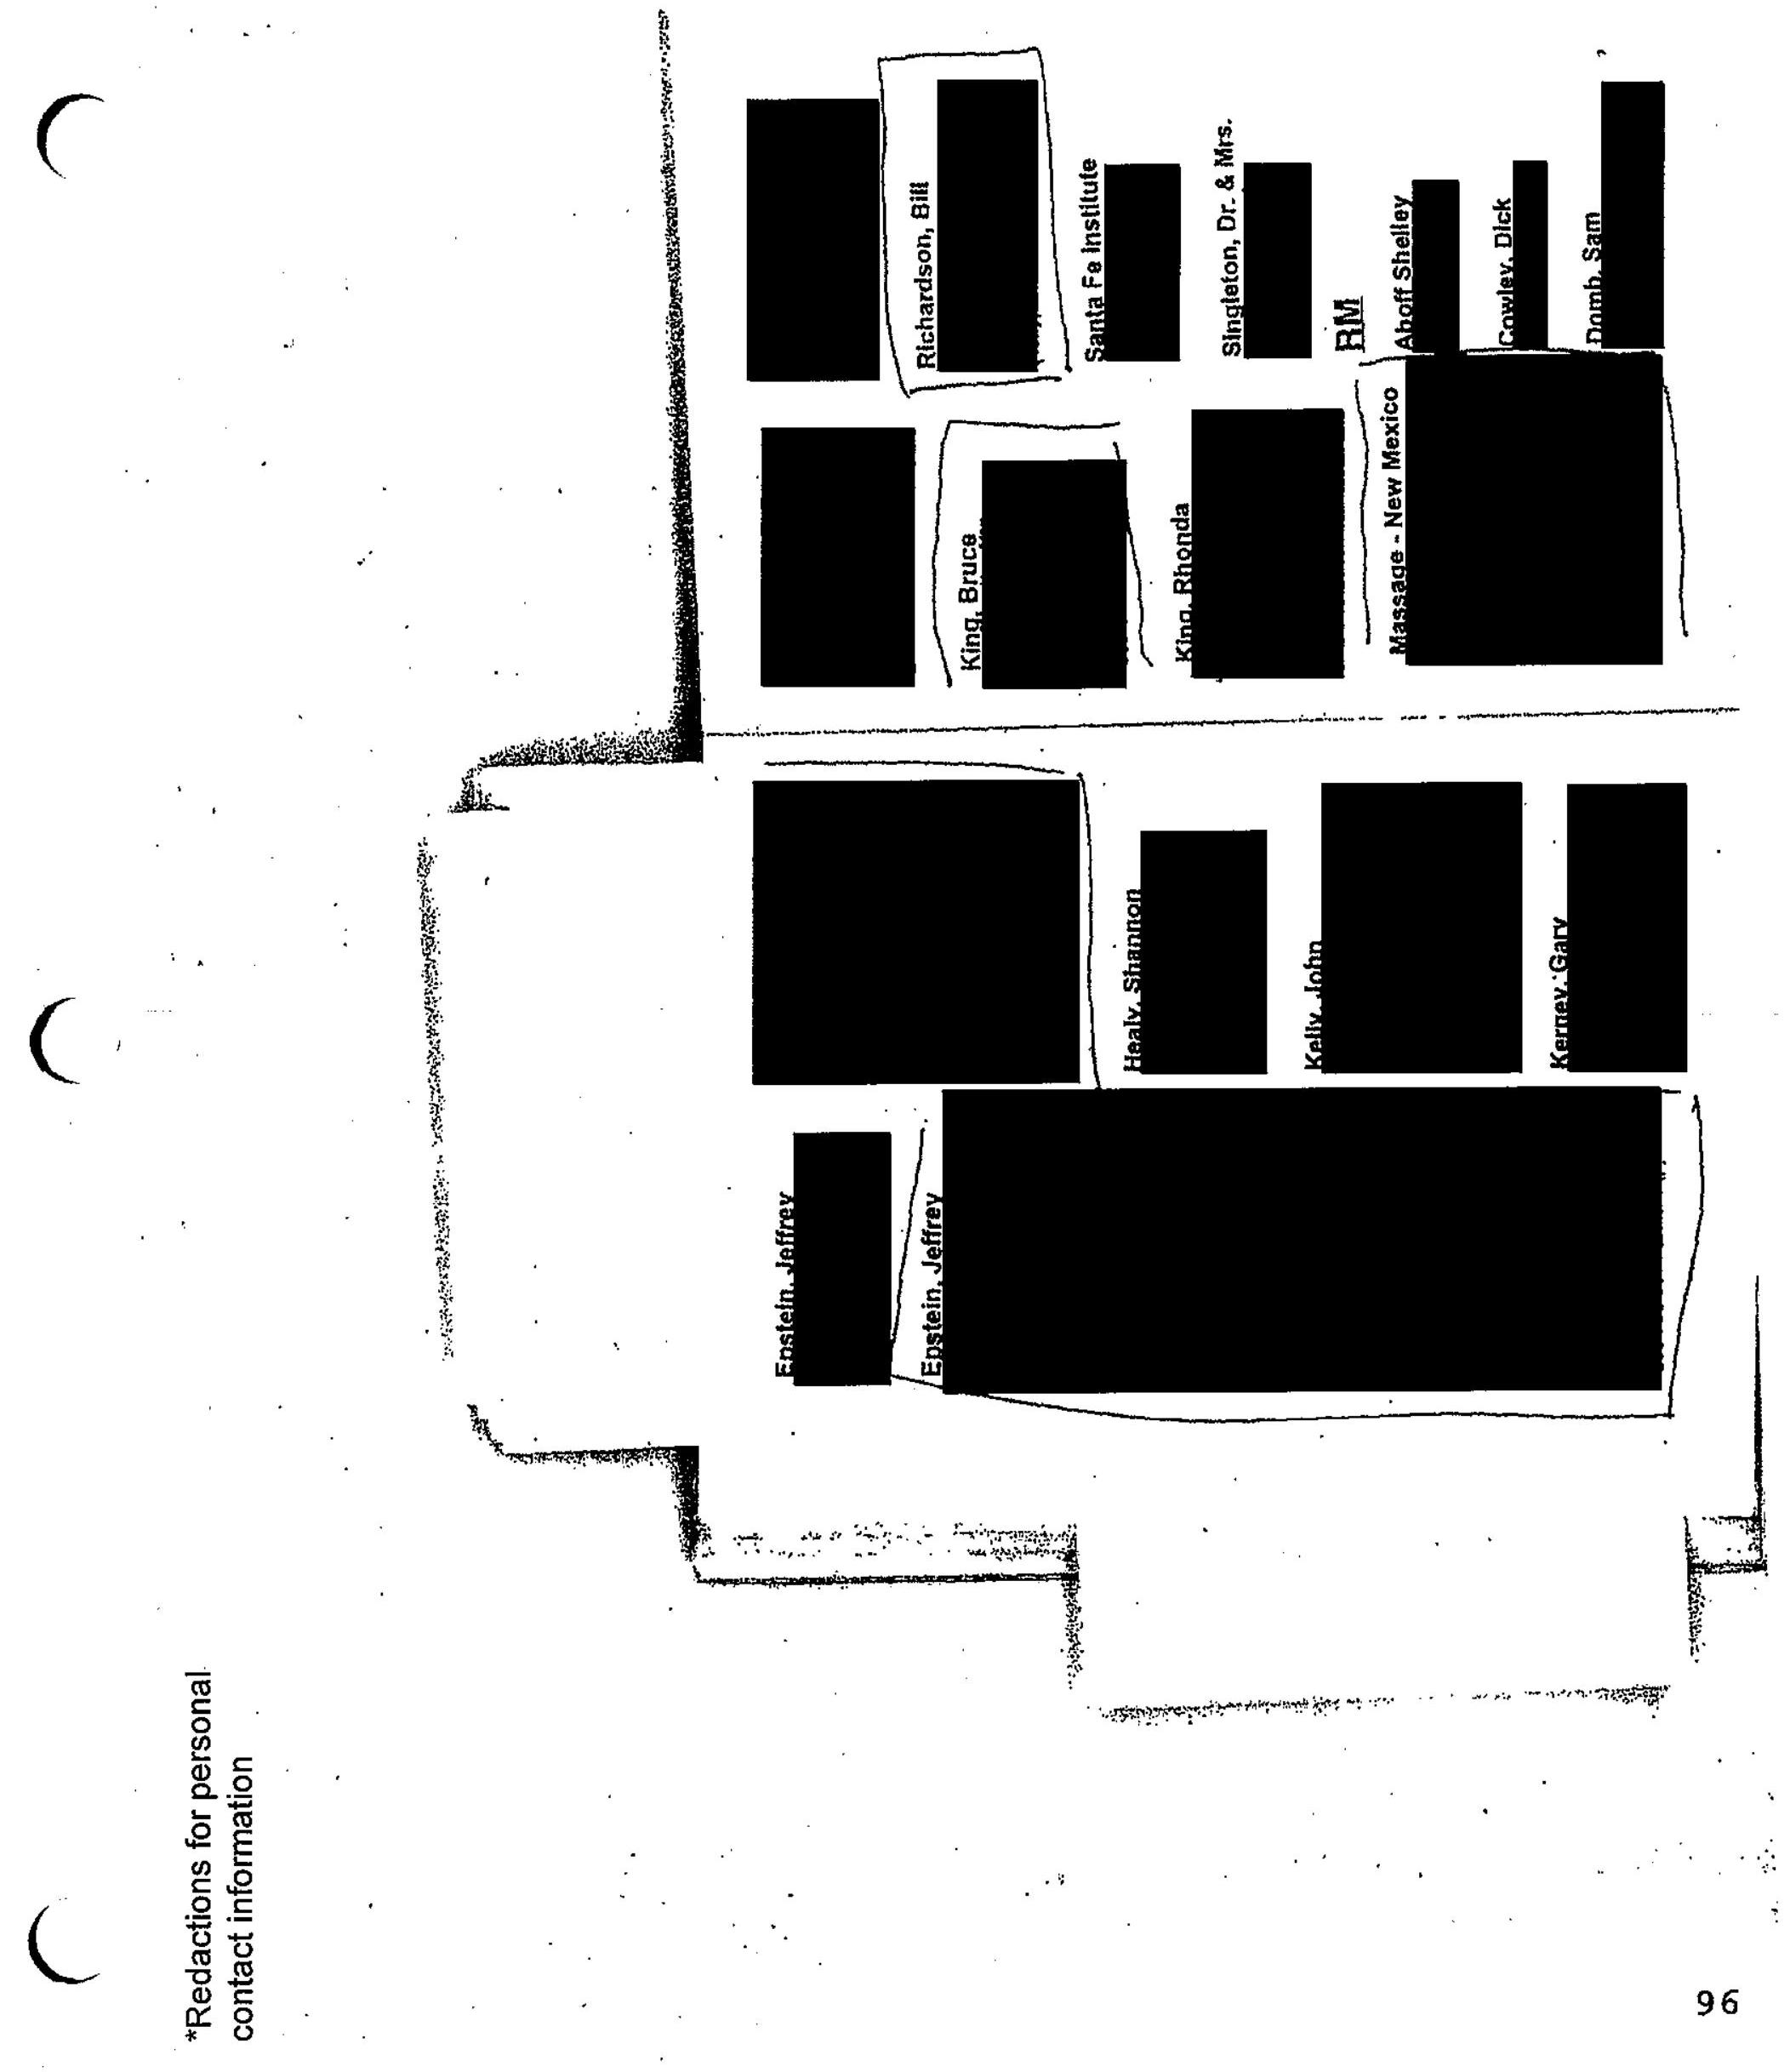 *Redactions for personal
contact information
Epstein, Jeffrey
Epstein, Jeffrey
Healy, Shannon
Kelly, John
Kerney, Gary
King, Bruce
King, Rhonda
Massage - New Mexico
Richardson, Bill
Santa Fe Institute
Singleton, Dr. & Mrs.
RM
Aboff Shelley
Cowley, Dick
Domb, Sam
96